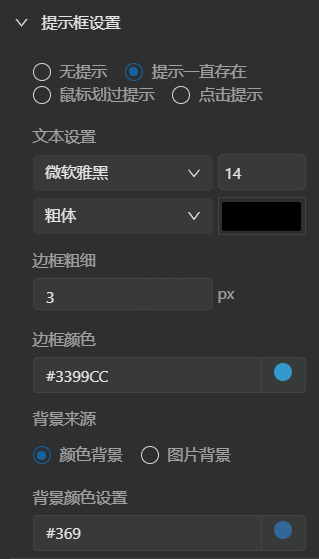 提示框设置
无提示 提示一直存在
鼠标划过提示 点击提示
文本设置
微软雅黑 14
粗体
边框粗细
3 px
边框颜色
#3399CC
背景来源
颜色背景 图片背景
背景颜色设置
#369